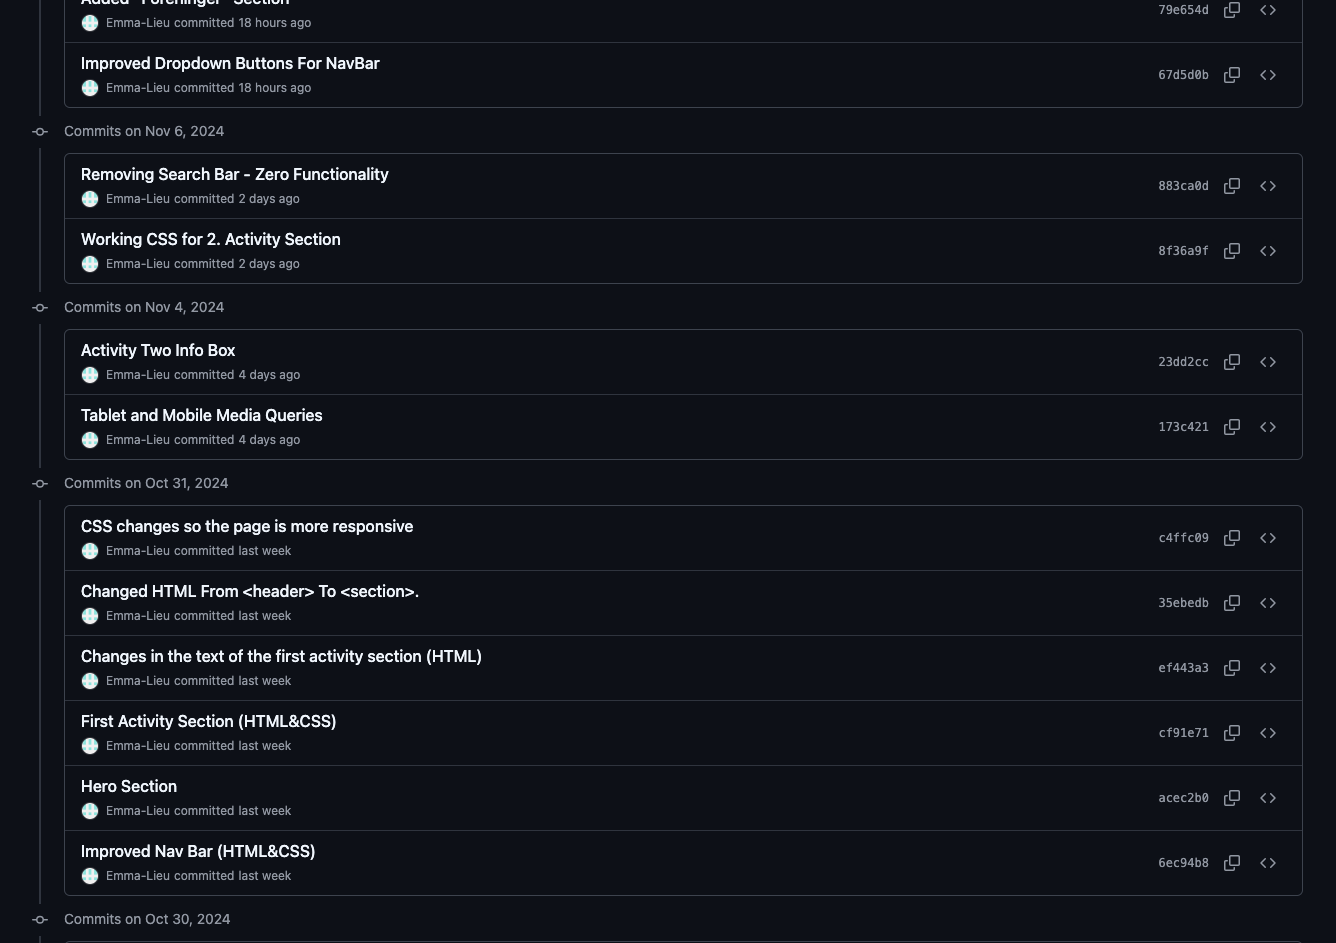 Added "Foreninger" Section
Emma-Lieu committed 18 hours ago
79e654d
Improved Dropdown Buttons For NavBar
Emma-Lieu committed 18 hours ago
67d5d0b
Commits on Nov 6, 2024
Removing Search Bar - Zero Functionality
Emma-Lieu committed 2 days ago
883ca0d
Working CSS for 2. Activity Section
Emma-Lieu committed 2 days ago
8f36a9f
Commits on Nov 4, 2024
Activity Two Info Box
Emma-Lieu committed 4 days ago
23dd2cc
Tablet and Mobile Media Queries
Emma-Lieu committed 4 days ago
173c421
Commits on Oct 31, 2024
CSS changes so the page is more responsive
Emma-Lieu committed last week
c4ffc09
Changed HTML From <header> To <section>.
Emma-Lieu committed last week
35ebedb
Changes in the text of the first activity section (HTML)
Emma-Lieu committed last week
ef443a3
First Activity Section (HTML&CSS)
Emma-Lieu committed last week
cf91e71
Hero Section
Emma-Lieu committed last week
acec2b0
Improved Nav Bar (HTML&CSS)
Emma-Lieu committed last week
6ec94b8
Commits on Oct 30, 2024